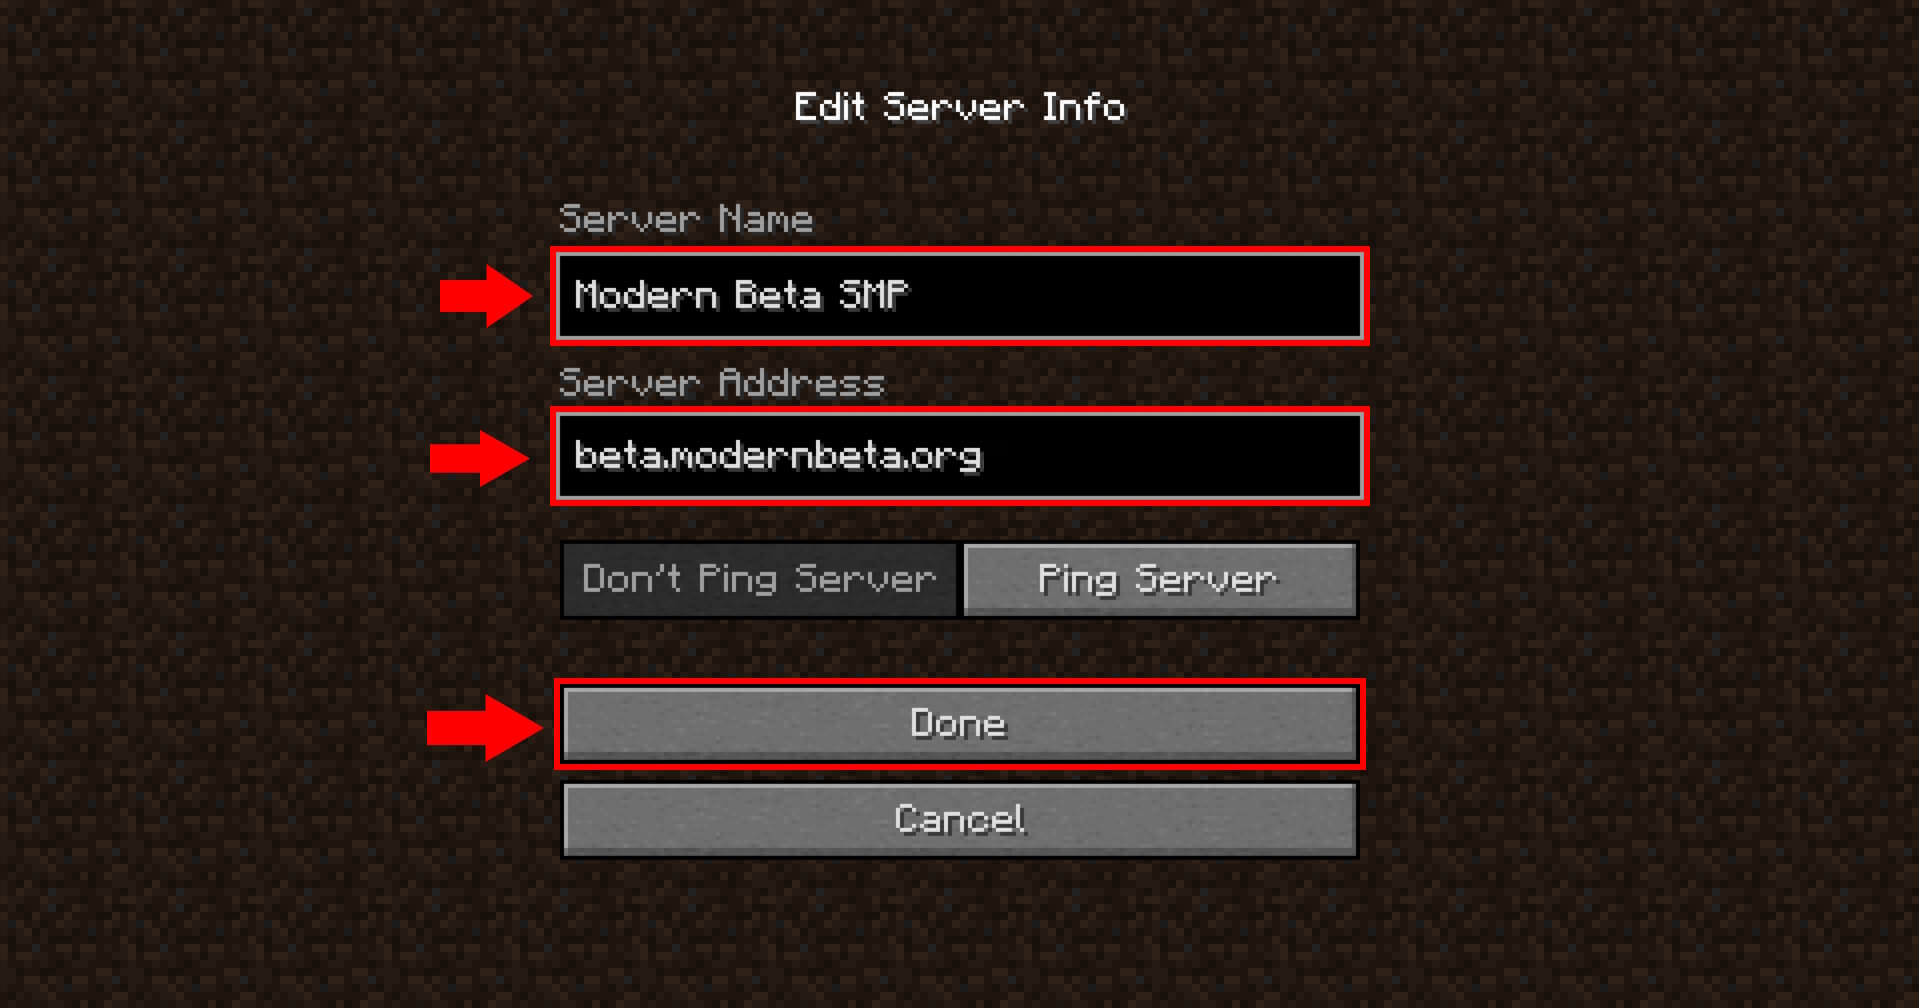 Edit Server Info
Server Name
Modern Beta SMP
Server Address
beta.modernbeta.org
Don't Ping Server
Ping Server
Done
Cancel